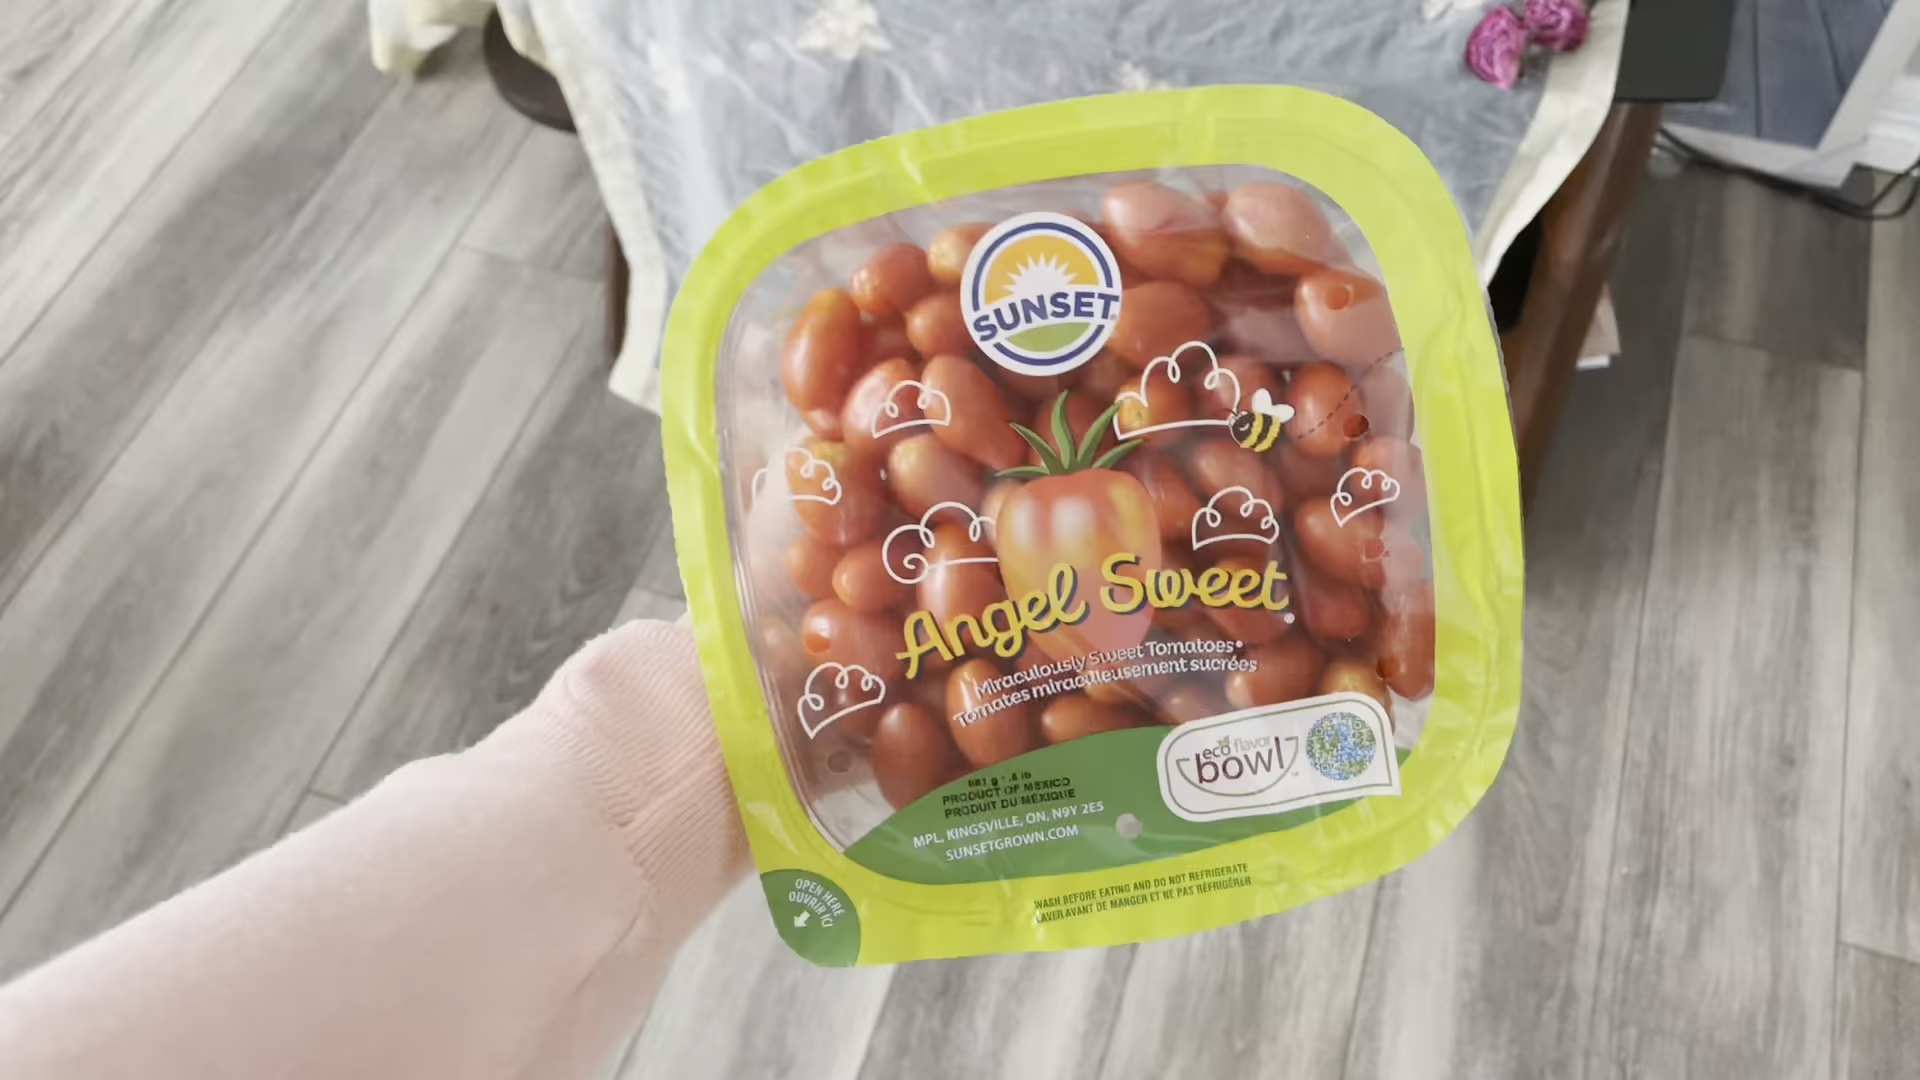 SUNSET
Angel Sweet
Miraculously Sweet Tomatoes•
Tomates miraculeusement sucrées
eco flavor
bowl
PRODUCT OF MEXICO
PRODUIT DU MEXIQUE
MPL, KINGSVILLE, ON, N9Y 2E5
SUNSETGROWN.COM
OPEN HERE
OUVRIR ICI
WASH BEFORE EATING AND DO NOT REFRIGERATE
LAVER AVANT DE MANGER ET NE PAS RÉFRIGÉRER